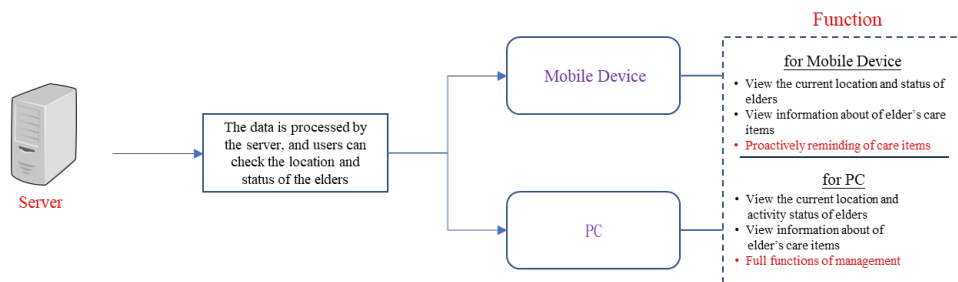 Function
for Mobile Device
• View the current location and status of
elders
• View information about of elder's care
items
• Proactively reminding of care items
for PC
• View the current location and
activity status of elders
• View information about of
elder's care items
• Full functions of management
Mobile Device
PC
The data is processed by
the server, and users can
check the location and
status of the elders
Server